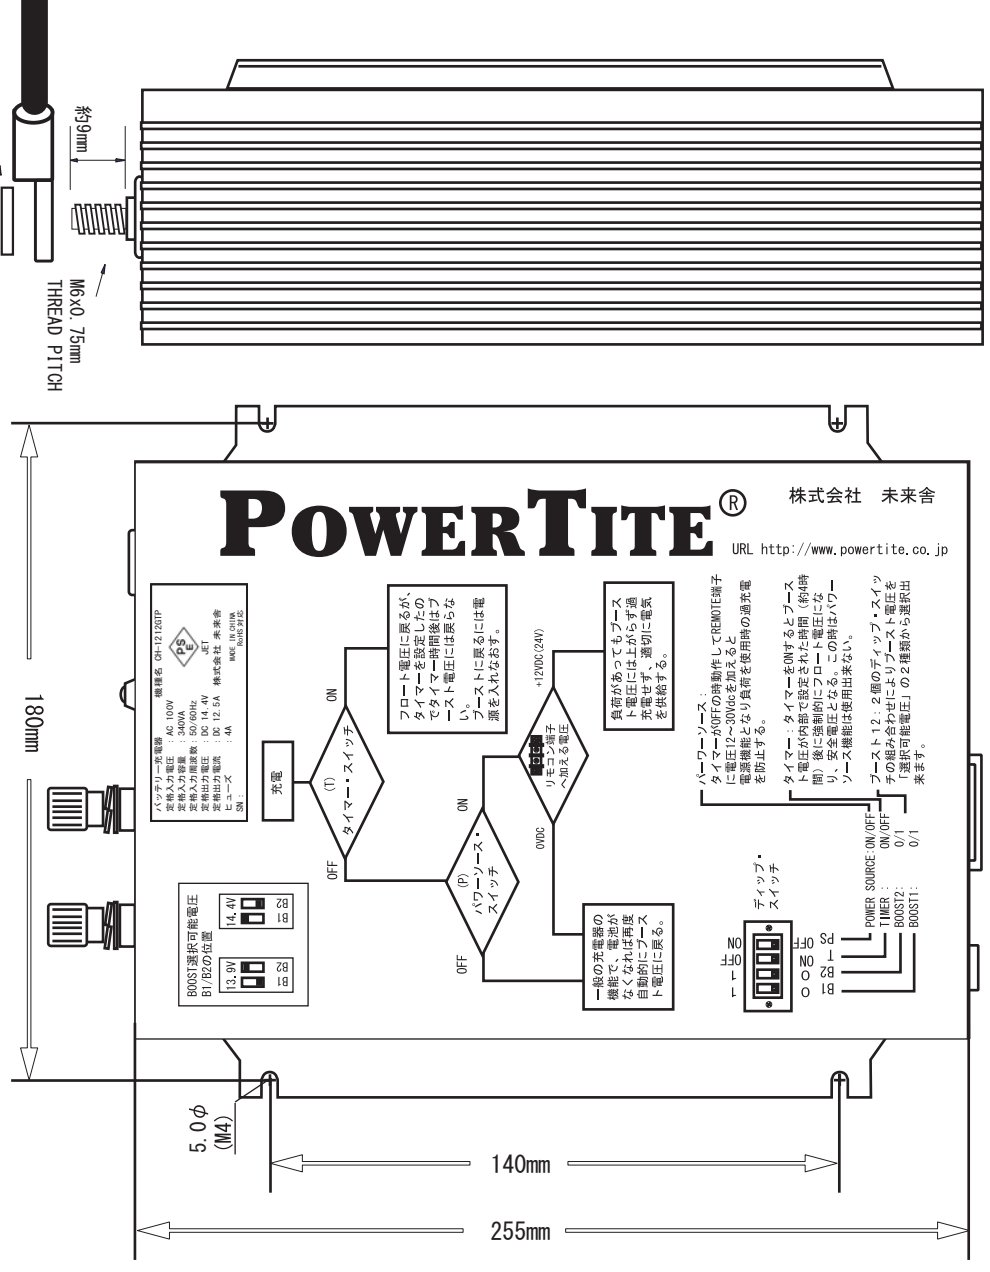 約9mm
M6x0.75mm
THREAD PITCH
180mm
POWERTITE®
株式会社 未来舎
URL http://www.powertite.co.jp
バッテリー充電器 機種名 CH-1212GTP
定格入力電圧 : AC 100V
定格入力容量 : 340VA
定格入力周波数 : 50/60Hz
定格出力電圧 : DC 14.4V
定格出力電流 : DC 12.5A
ヒューズ : 4A
SN :
PS
E
JET
株式会社 未来舎
MADE IN CHINA
RoHS 対応
BOOST選択可能電圧
B1/B2の位置
13.9V
B1
B2
14.4V
B1
B2
充電
(T)
タイマー・スイッチ
ON
OFF
フロート電圧に戻るが、
タイマーを設定したの
でタイマー時間後はブ
ースト電圧には戻らな
い。
ブーストに戻るには電
源を入れなおす。
(P)
パワーソース・
スイッチ
ON
OFF
リモコン端子
へ加える電圧
+12VDC(24V)
0VDC
負荷があってもブース
ト電圧には上がらず過
充電せず、適切に電気
を供給する。
一般の充電器の
機能で、電池が
なくなれば再度
自動的にブース
ト電圧に戻る。
パワーソース:
タイマーがOFFの時動作してREMOTE端子
に電圧12~30Vdcを加えると
電源機能となり負荷を使用時の過充電
を防止する。
タイマー:タイマーをONするとブース
ト電圧が内部で設定された時間(約4時
間)後に強制的にフロート電圧にな
り、安全電圧となる。この時はパワー
ソース機能は使用出来ない。
ブースト12:2個のディップ・スイッ
チの組み合わせによりブースト電圧を
「選択可能電圧」の2種類から選択出
来ます。
ディップ・
スイッチ
1
1
OFF
ON
0
0
ON
OFF
B1
B2
T
PS
POWER SOURCE:ON/OFF
TIMER : ON/OFF
BOOST2: 0/1
BOOST1: 0/1
5.0φ
(M4)
140mm
255mm